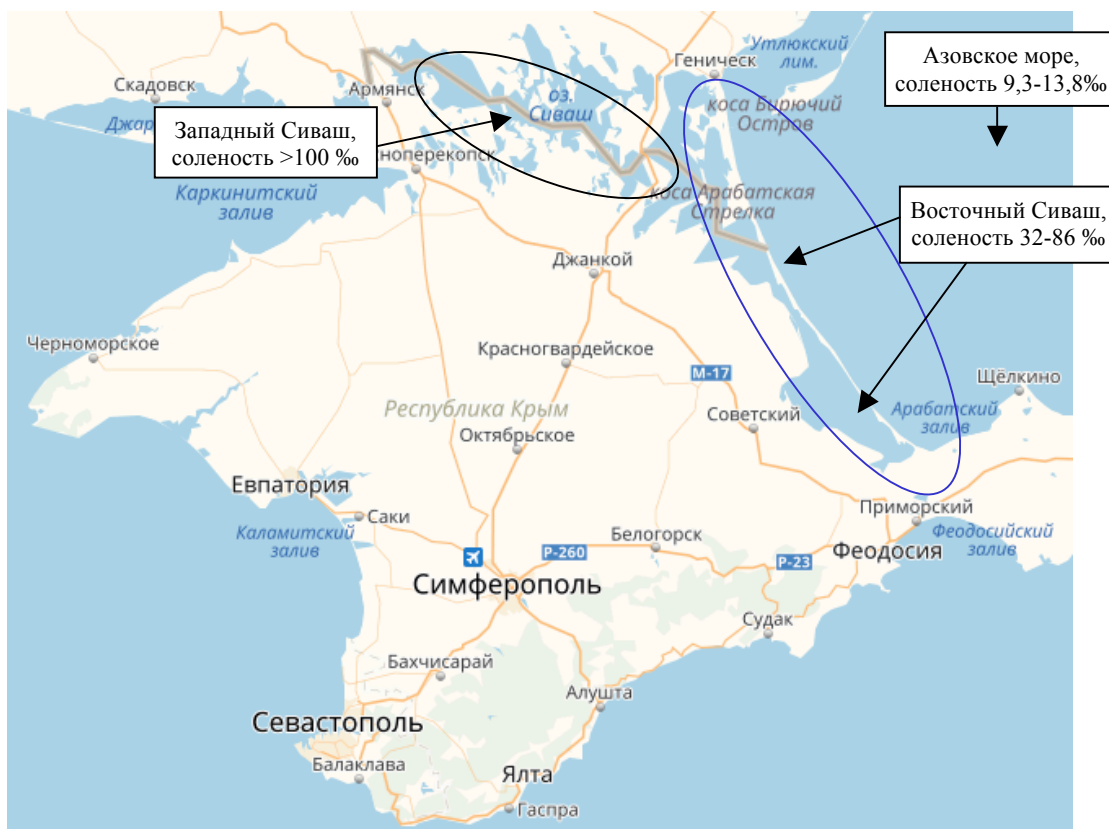 Азовское море,
соленость 9,3-13,8‰
Утлюкский
лим.
Геническ
Скадовск
оз.
Сиваш
коса Бирючий
Остров
Армянск
Джар
Западный Сиваш,
соленость >100 ‰
сноперекопск
Каркинитский
залив
коса Арабатская
Стрелка
Восточный Сиваш,
соленость 32-86 ‰
Джанкой
Черноморское
Красногвардейское
М-17
Щёлкино
Республика Крым
Советский
Арабатский
залив
Октябрьское
Евпатория
Саки
Приморский
Каламитский
залив
Белогорск
Р-260
Феодосийский
залив
Феодосия
Р-23
Симферополь
Судак
Бахчисарай
Алушта
Севастополь
Балаклава
Ялта
Гаспра